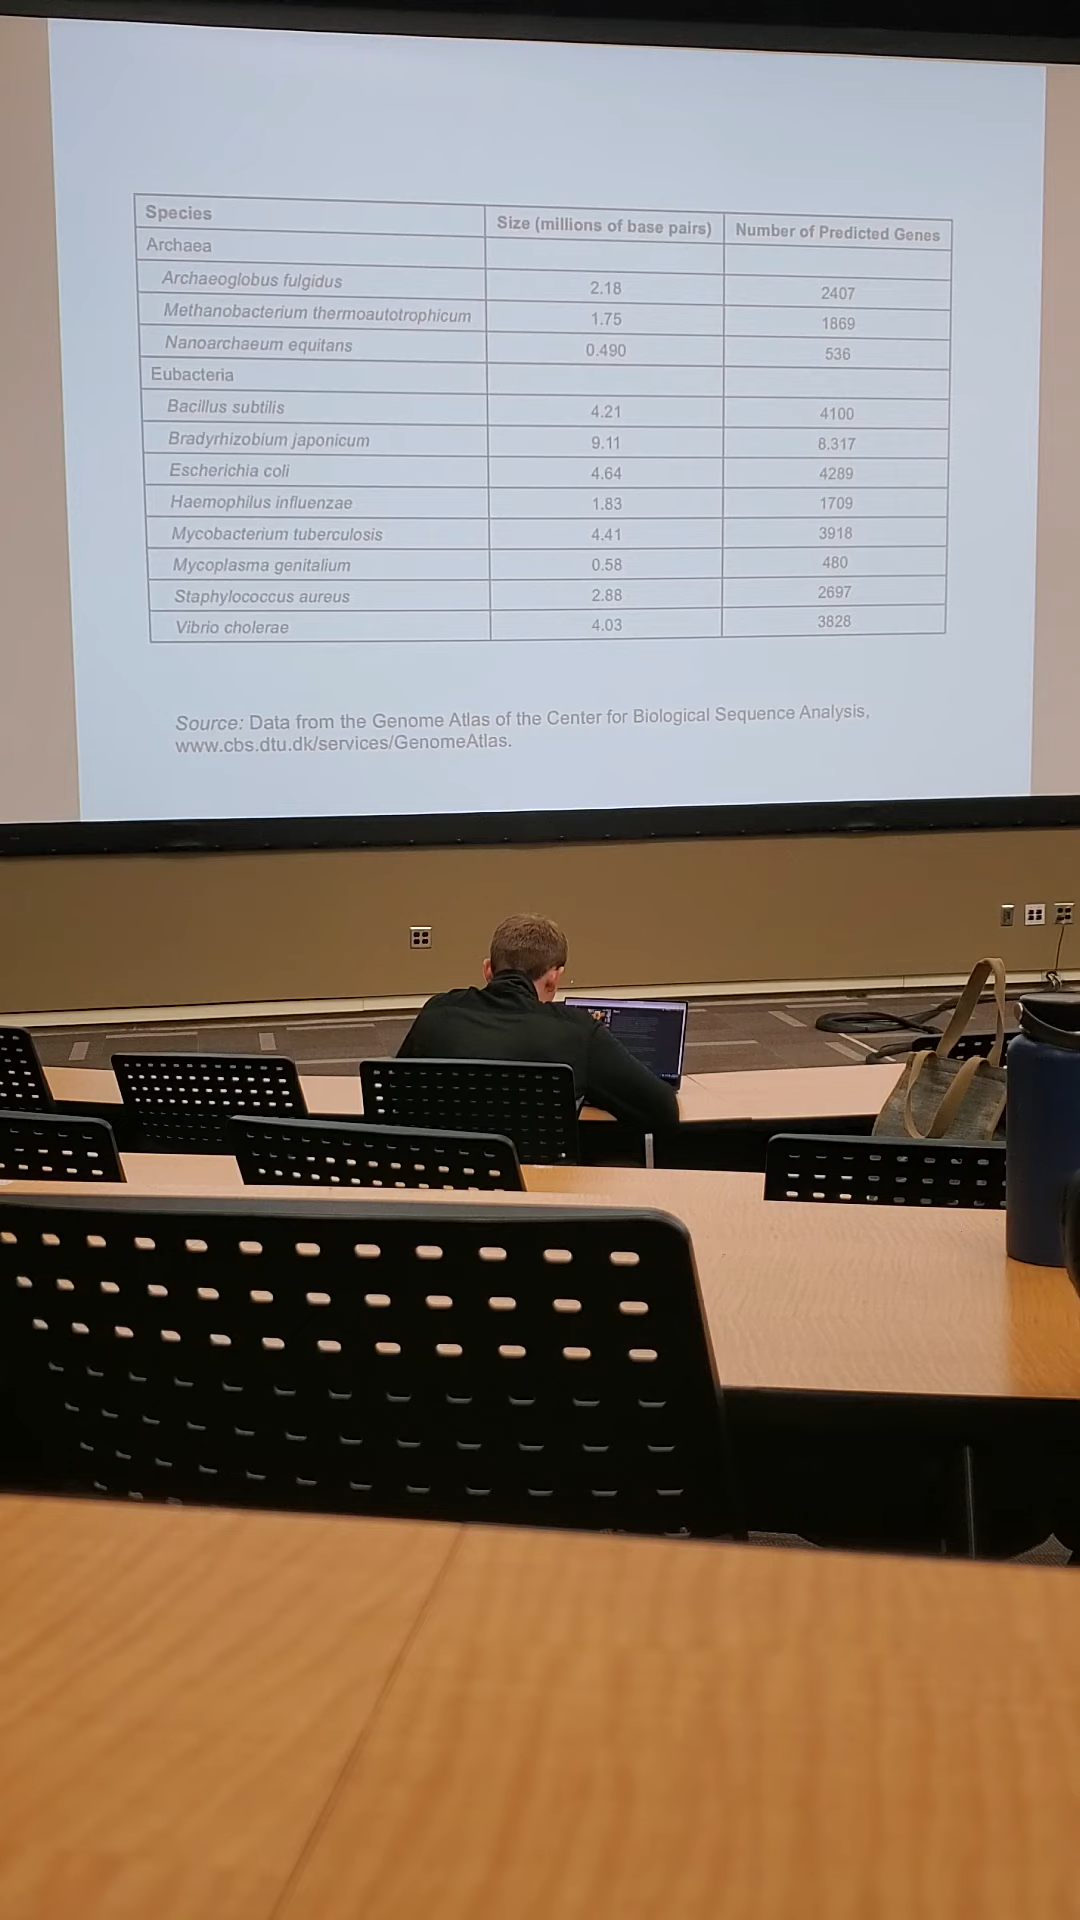 Species Size (millions of base pairs) Number of Predicted Genes
Archaea
Archaeoglobus fulgidus 2.18 2407
Methanobacterium thermoautotrophicum 1.75 1869
Nanoarchaeum equitans 0.490 536
Eubacteria
Bacillus subtilis 4.21 4100
Bradyrhizobium japonicum 9.11 8.317
Escherichia coli 4.64 4289
Haemophilus influenzae 1.83 1709
Mycobacterium tuberculosis 4.41 3918
Mycoplasma genitalium 0.58 480
Staphylococcus aureus 2.88 2697
Vibrio cholerae 4.03 3828
Source: Data from the Genome Atlas of the Center for Biological Sequence Analysis,
www.cbs.dtu.dk/services/GenomeAtlas.